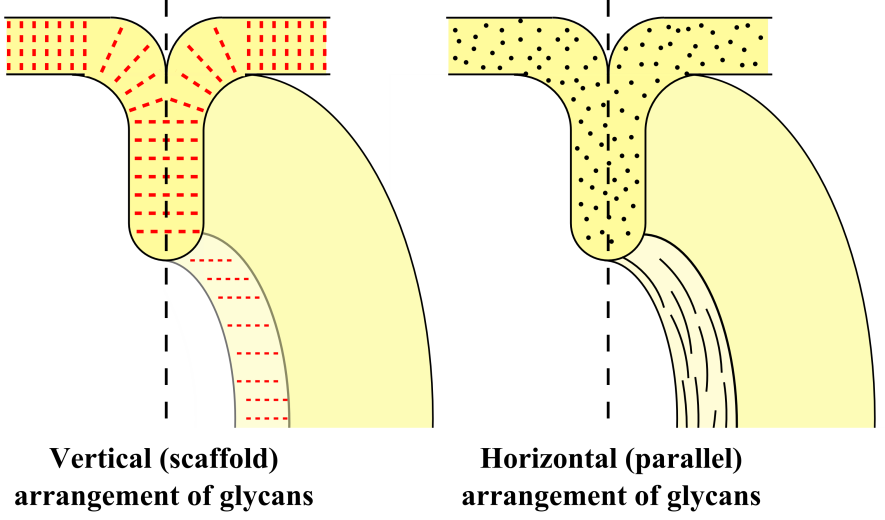 Vertical (scaffold)
arrangement of glycans
Horizontal (parallel)
arrangement of glycans